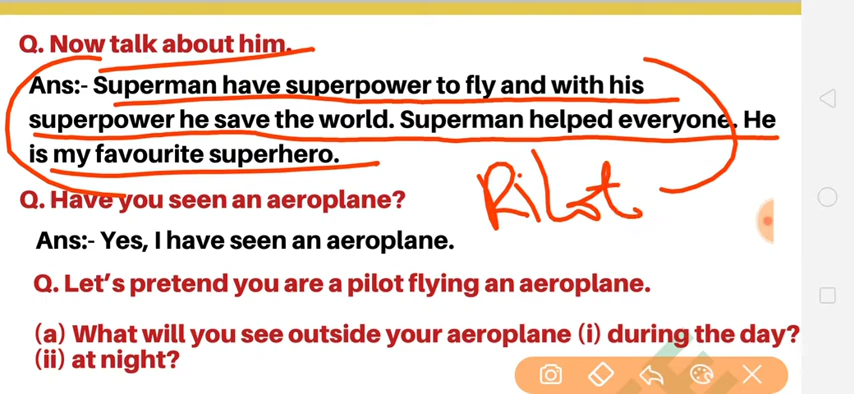 Q. Now talk about him.
Ans:- Superman have superpower to fly and with his
superpower he save the world. Superman helped everyone. He
is my favourite superhero.
Pilot
Q. Have you seen an aeroplane?
Ans:- Yes, I have seen an aeroplane.
Q. Let's pretend you are a pilot flying an aeroplane.
(a) What will you see outside your aeroplane (i) during the day?
(ii) at night?